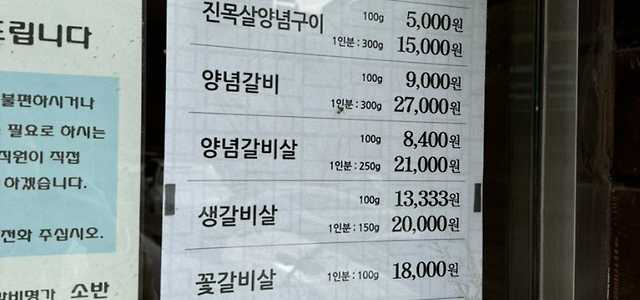 드립니다
불편하시거나
필요로 하시는
직원이 직접
하겠습니다.
전화 주십시오.
갈비명가 소반
진목살양념구이 100g 5,000원
1인분 : 300g 15,000원
양념갈비 100g 9,000원
1인분 : 300g 27,000원
양념갈비살 100g 8,400원
1인분 : 250g 21,000원
생갈비살 100g 13,333원
1인분 : 150g 20,000원
꽃갈비살 1인분 : 100g 18,000원